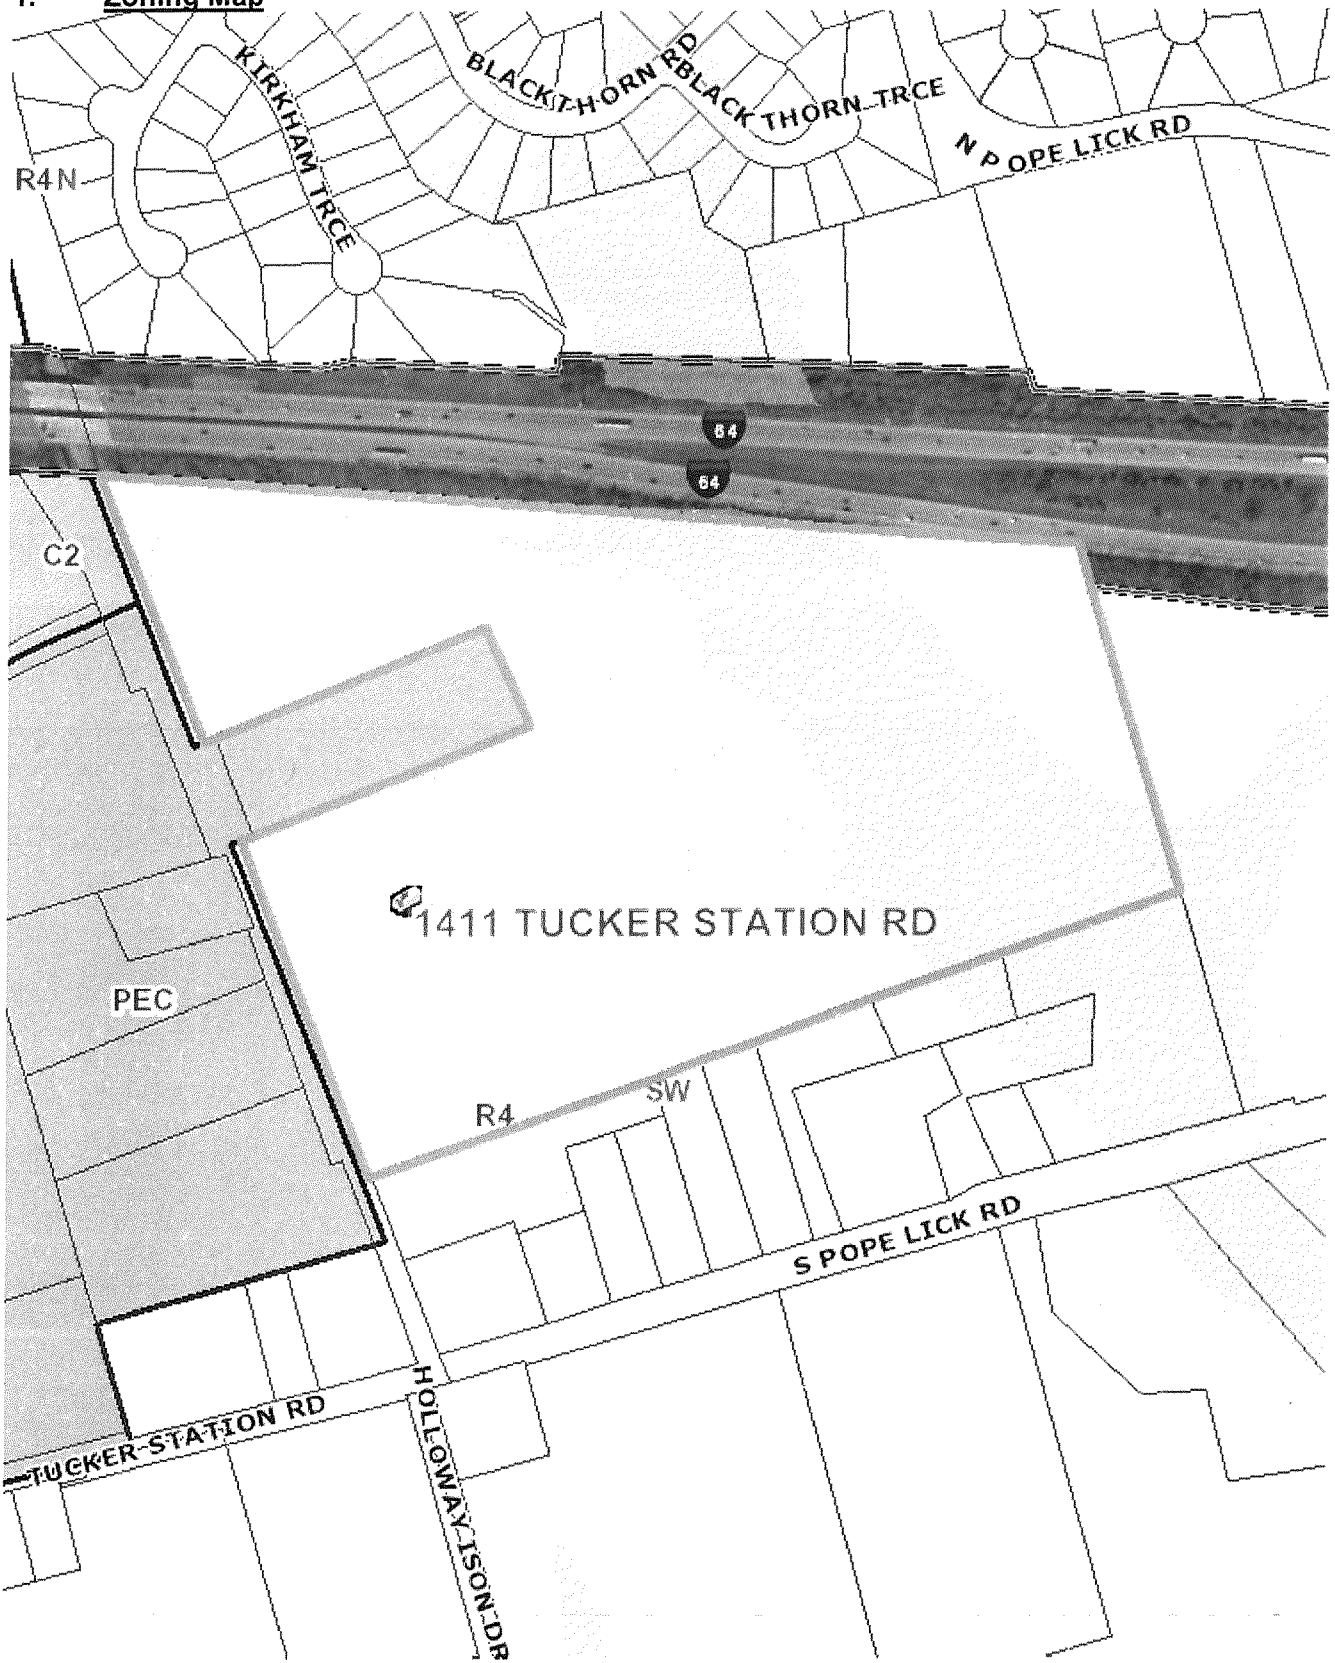 1. Zoning Map
KIRKHAM TRCE
BLACKTHORN RD
BLACKTHORN TRCE
N POPE LICK RD
R4N
64
64
C2
1411 TUCKER STATION RD
PEC
SW
R4
S POPE LICK RD
HOLLOWAY ISON DR
TUCKER STATION RD